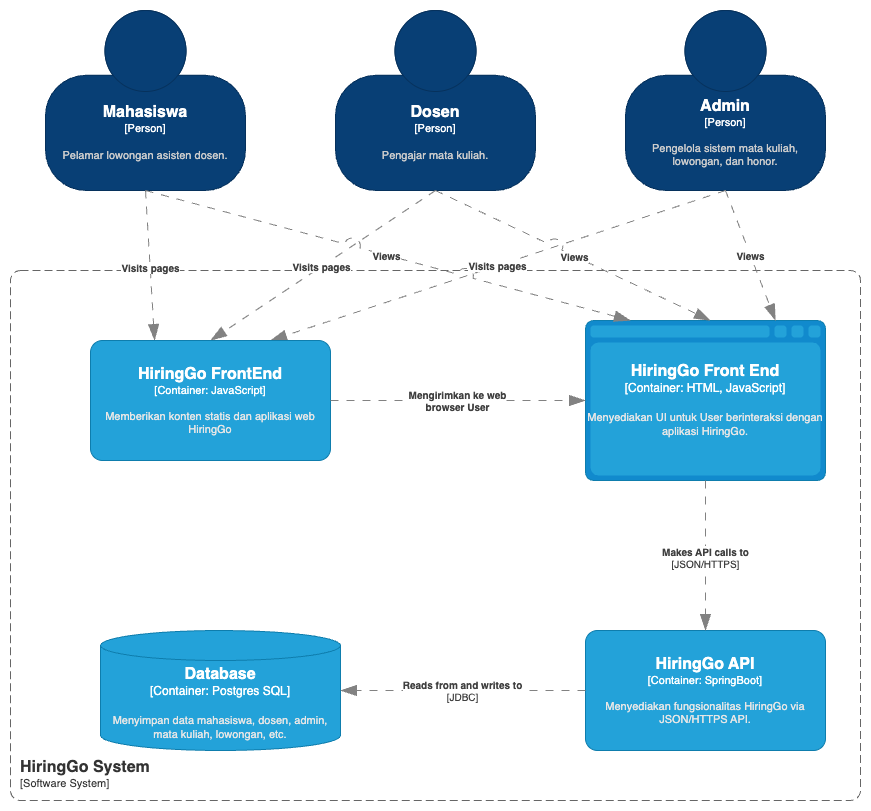 Mahasiswa
[Person]
Pelamar lowongan asisten dosen.
Dosen
[Person]
Pengajar mata kuliah.
Admin
[Person]
Pengelola sistem mata kuliah,
lowongan, dan honor.
Visits pages
Visits pages
Views
Visits pages
Views
Views
HiringGo FrontEnd
[Container: JavaScript]
Memberikan konten statis dan aplikasi web
HiringGo
Mengirimkan ke web
browser User
HiringGo Front End
[Container: HTML, JavaScript]
Menyediakan UI untuk User berinteraksi dengan
aplikasi HiringGo.
Makes API calls to
[JSON/HTTPS]
Database
[Container: Postgres SQL]
Menyimpan data mahasiswa, dosen, admin,
mata kuliah, lowongan, etc.
Reads from and writes to
[JDBC]
HiringGo API
[Container: SpringBoot]
Menyediakan fungsionalitas HiringGo via
JSON/HTTPS API.
HiringGo System
[Software System]